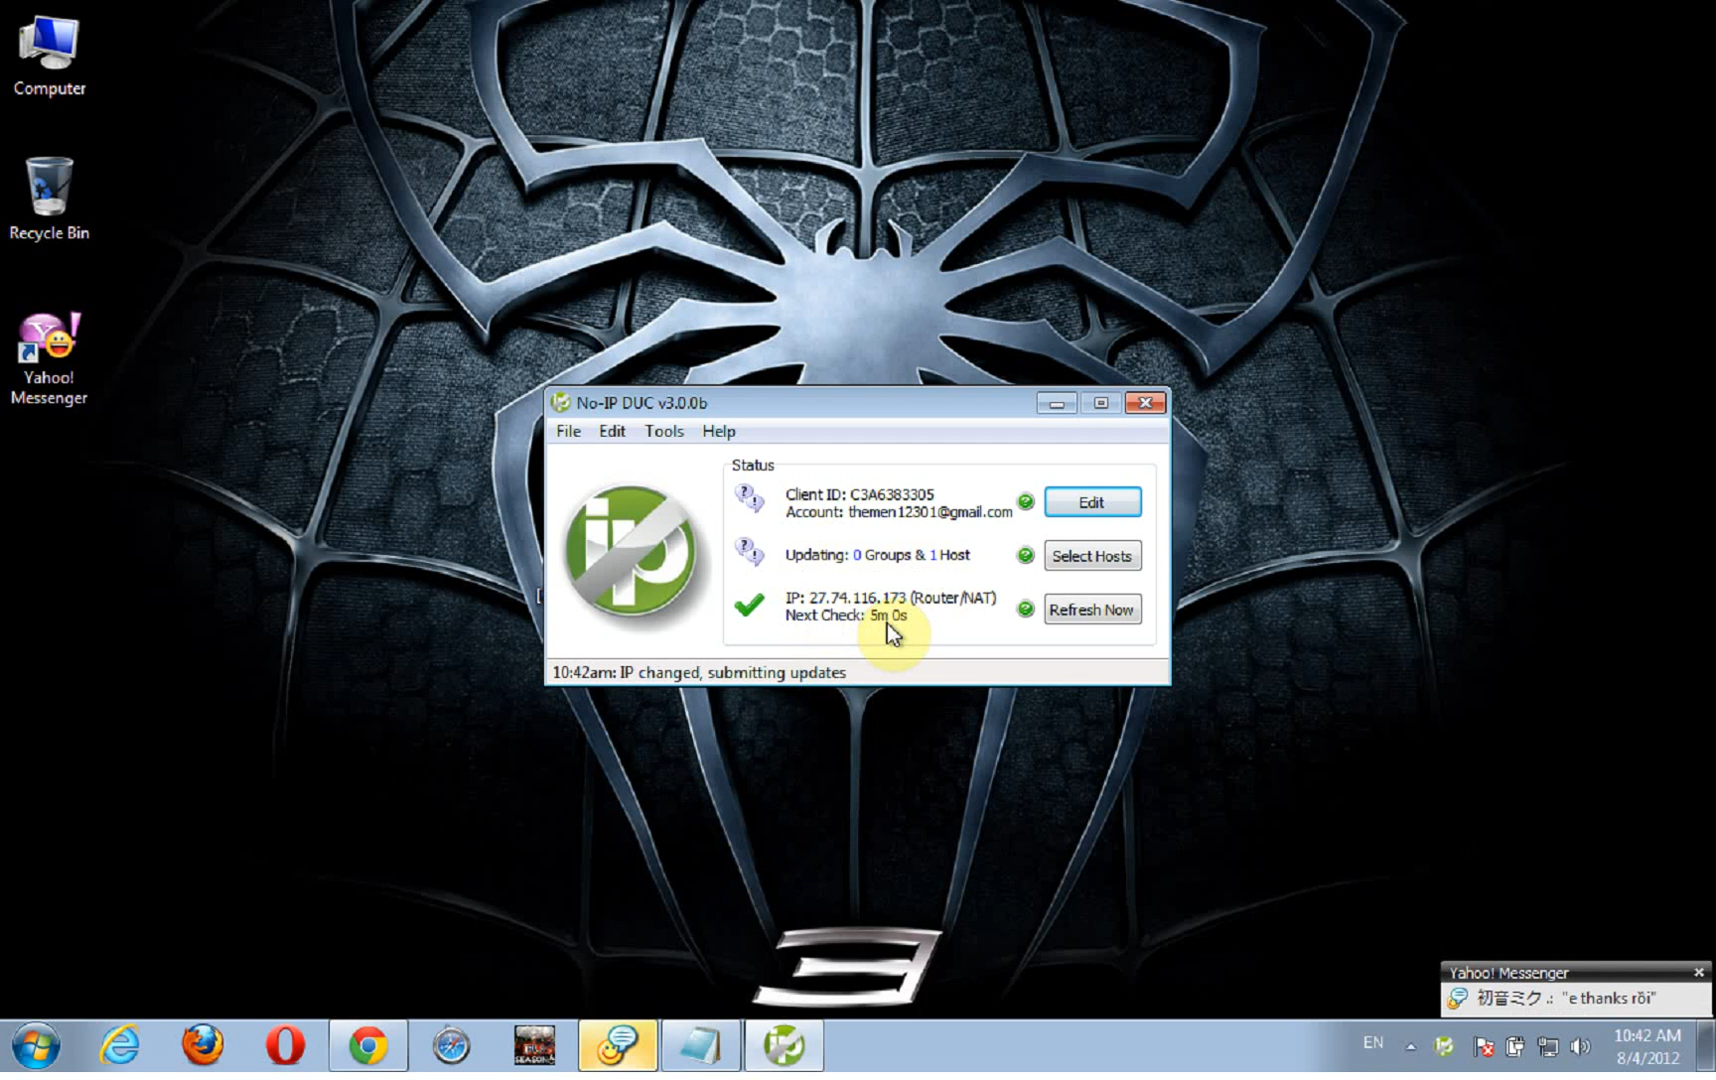 Computer
Recycle Bin
Yahoo!
Messenger
No-IP DUC v3.0.0b
File Edit Tools Help
Status
Client ID: C3A6383305
Account: themen12301@gmail.com
Edit
Updating: 0 Groups & 1 Host
Select Hosts
IP: 27.74.116.173 (Router/NAT)
Next Check: 5m 0s
Refresh Now
10:42am: IP changed, submitting updates
ip
3
Yahoo! Messenger
初音ミク.: "e thanks rồi"
SEASON
EN
10:42 AM
8/4/2012